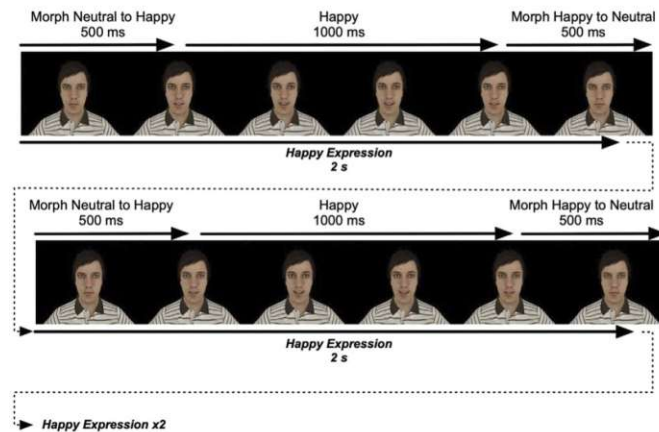 Morph Neutral to Happy Happy Morph Happy to Neutral
500 ms 1000 ms 500 ms
Happy Expression
2 s
Morph Neutral to Happy Happy Morph Happy to Neutral
500 ms 1000 ms 500 ms
Happy Expression
2 s
Happy Expression x2